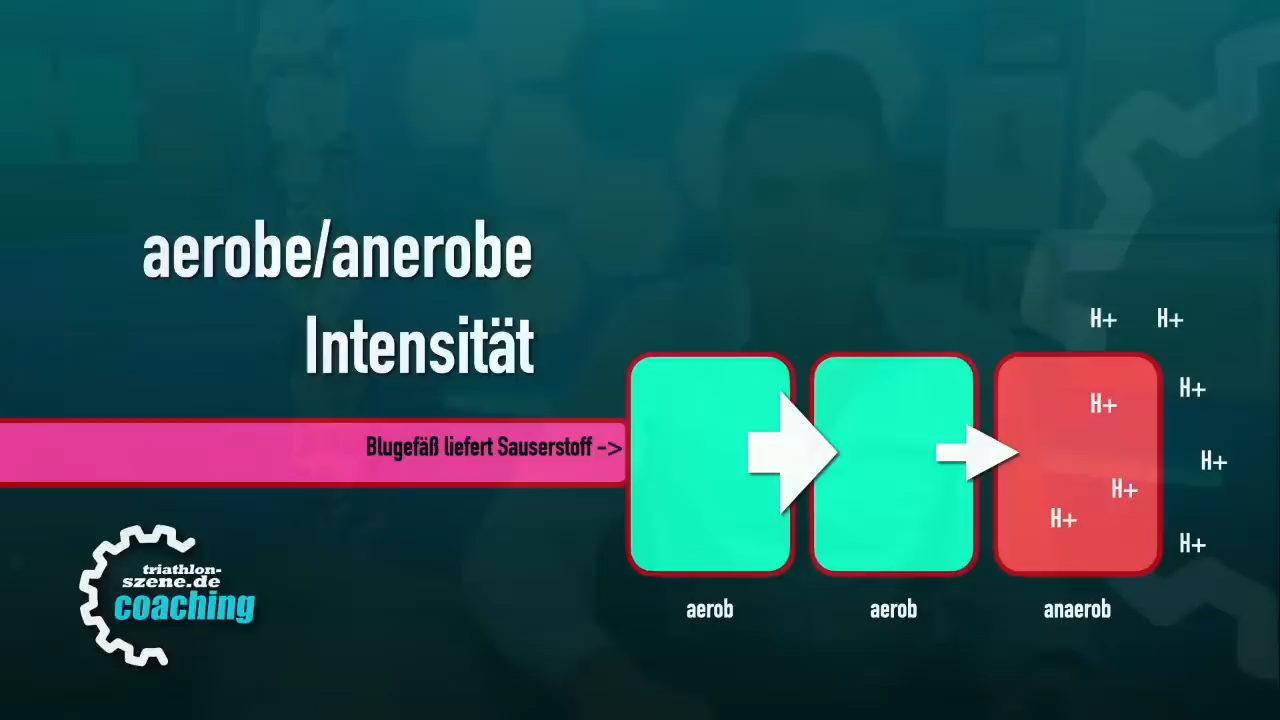 aerobe/anerobe
Intensität
Blugefäß liefert Sauserstoff ->
H+ H+
H+
H+
H+
H+
H+
H+
aerob aerob anaerob
triathlon-
szene.de
coaching